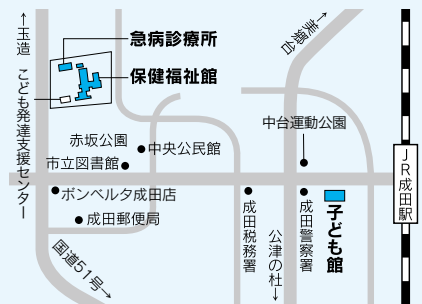 ←玉造
急病診療所
保健福祉館
こども発達支援センター
美郷台→
赤坂公園
中央公民館
市立図書館
中台運動公園
ボンベルタ成田店
成田郵便局
国道51号→
成田税務署
公津の杜→
成田警察署
子ども館
JR成田駅